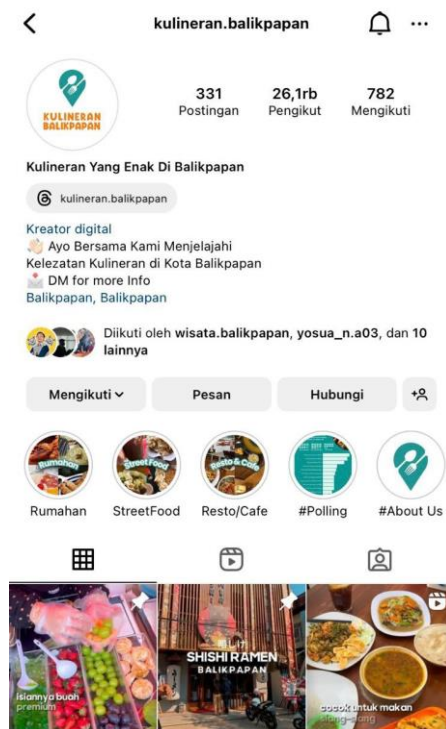 kulineran.balikpapan
KULINERAN
BALIKPAPAN
331
Postingan
26,1rb
Pengikut
782
Mengikuti
Kulineran Yang Enak Di Balikpapan
kulineran.balikpapan
Kreator digital
👋🏻 Ayo Bersama Kami Menjelajahi
Kelezatan Kulineran di Kota Balikpapan
📩 DM for more Info
Balikpapan, Balikpapan
Diikuti oleh wisata.balikpapan, yosua_n.a03, dan 10
lainnya
Mengikuti
Pesan
Hubungi
Rumahan
StreetFood
Resto & Cafe
Rumahan
StreetFood
Resto/Cafe
#Polling
#About Us
isiannya buah
premium
SHISHI RAMEN
BALIKPAPAN
cocok untuk makan
siang-siang